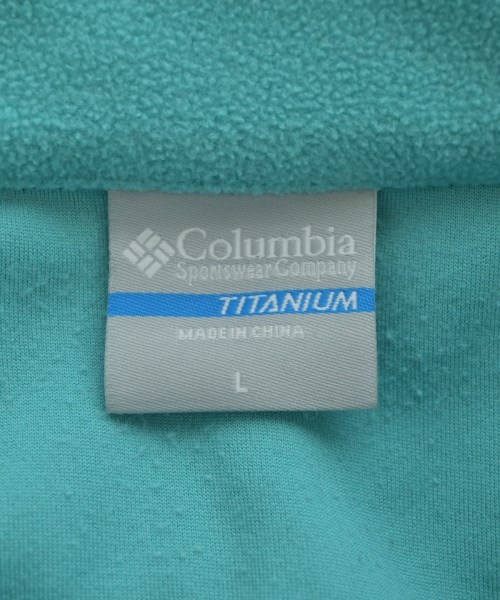 Columbia
Sportswear Company
TITANIUM
MADE IN CHINA
L